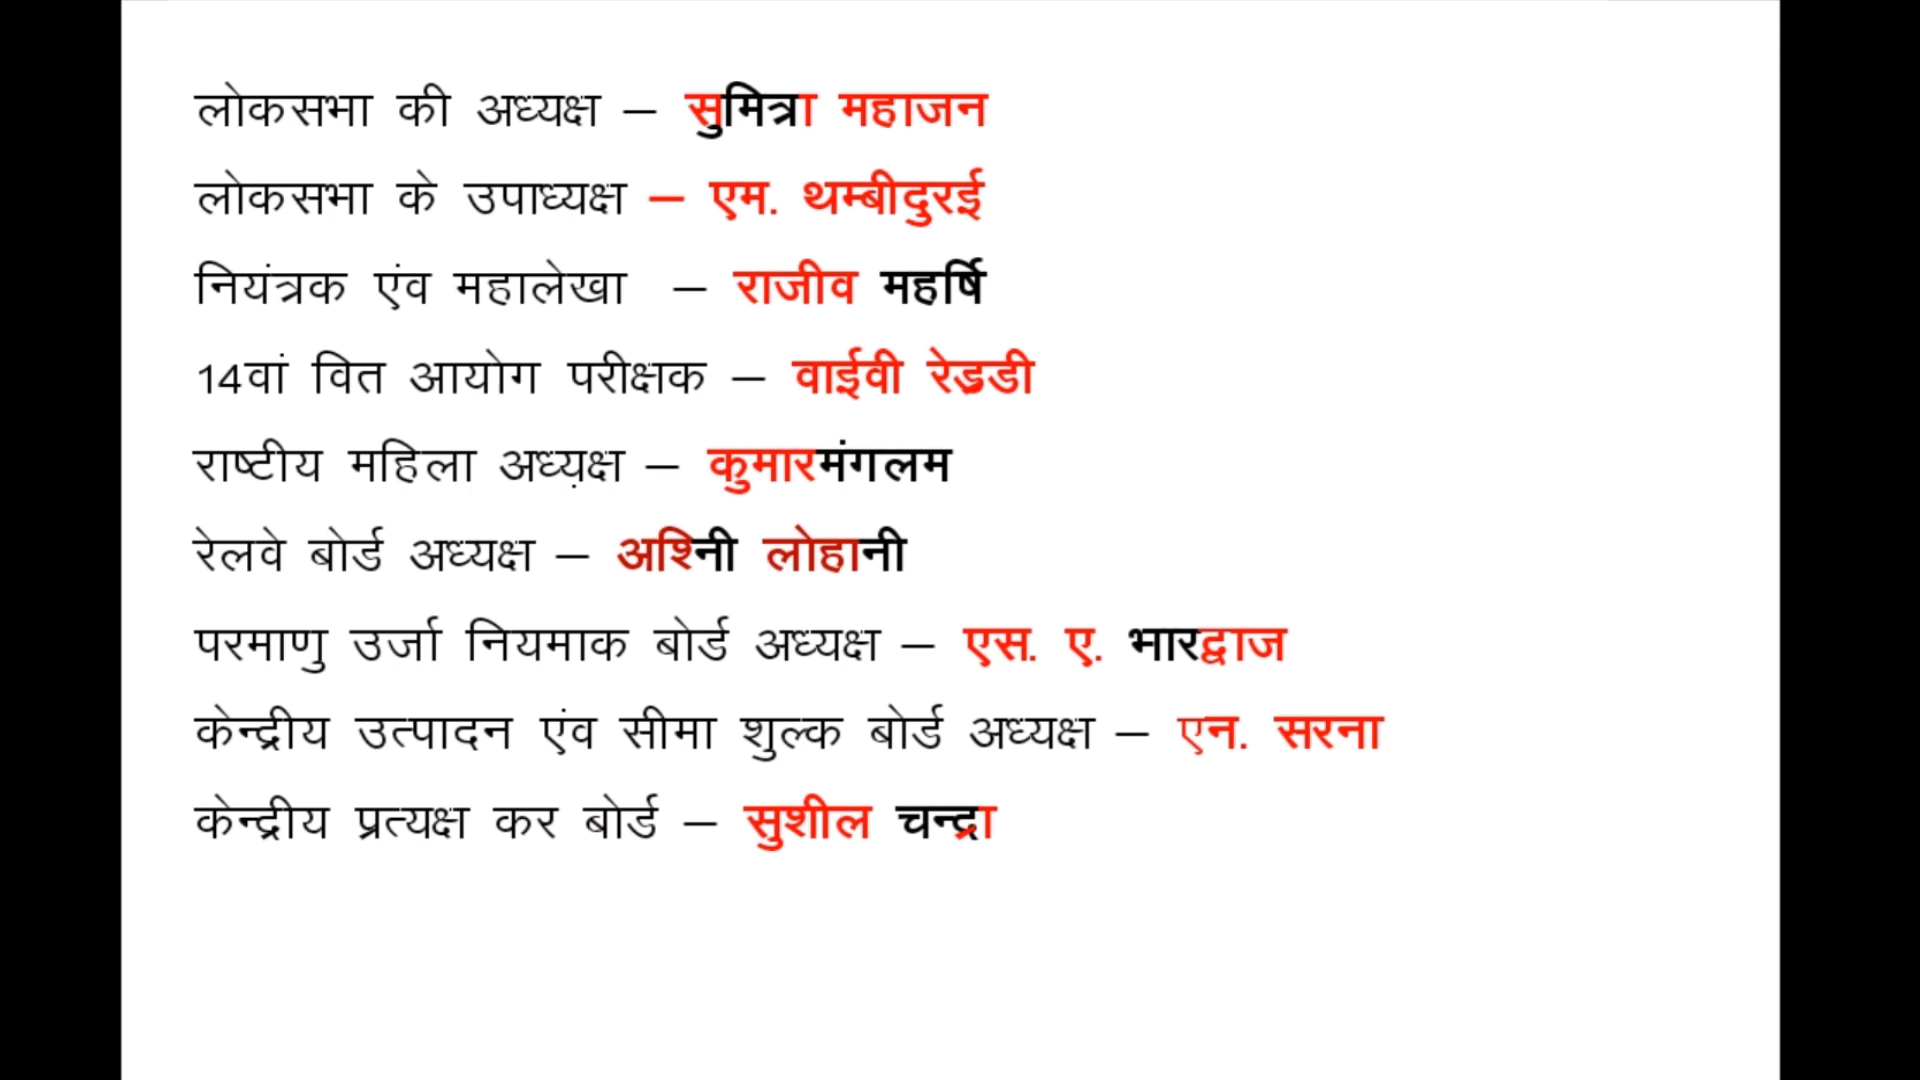 लोकसभा की अध्यक्ष – सुमित्रा महाजन
लोकसभा के उपाध्यक्ष – एम. थम्बीदुरई
नियंत्रक एंव महालेखा – राजीव महर्षि
14वां वित आयोग परीक्षक – वाईवी रेड्रडी
राष्टीय महिला अध्य़क्ष – कुमारमंगलम
रेलवे बोर्ड अध्यक्ष – अश्निी लोहानी
परमाणु उर्जा नियमाक बोर्ड अध्यक्ष – एस. ए. भारद्वाज
केन्द्रीय उत्पादन एंव सीमा शुल्क बोर्ड अध्यक्ष – एन. सरना
केन्द्रीय प्रत्यक्ष कर बोर्ड – सुशील चन्द्रा